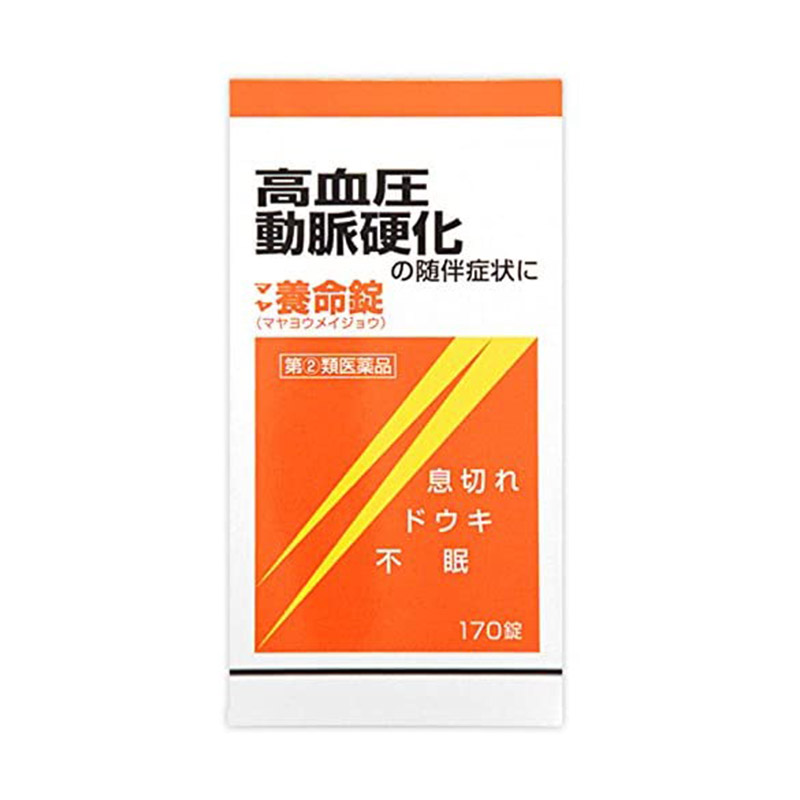 高血圧
動脈硬化
の随伴症状に
マヤ養命錠
(マヤヨウメイジョウ)
第②類医薬品
息切れ
ドウキ
不眠
170錠